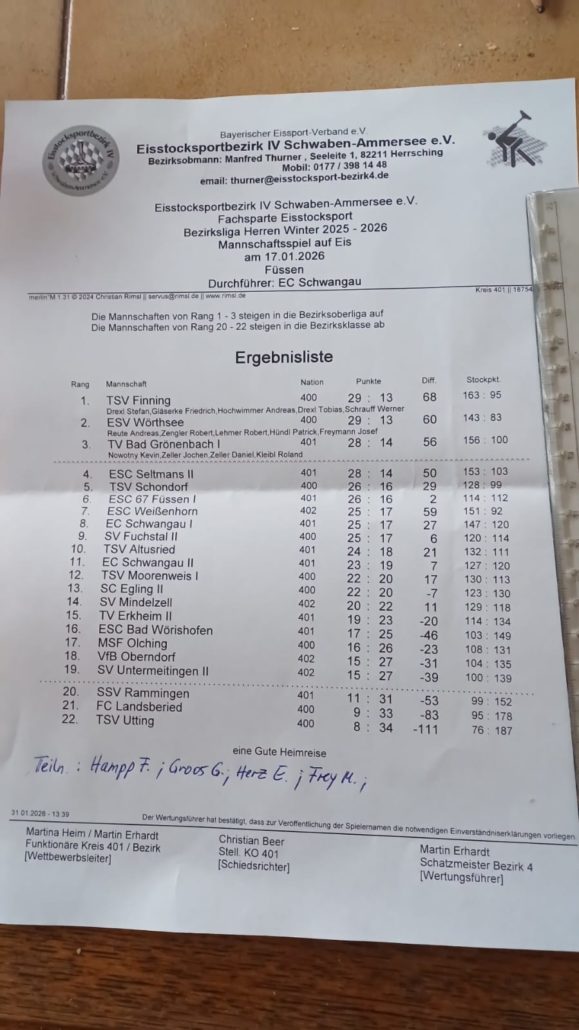 Eisstocksportbezirk IV
Schwaben-Ammersee e.V.
Bayerischer Eissport-Verband e.V.
Eisstocksportbezirk IV Schwaben-Ammersee e.V.
Bezirksobmann: Manfred Thurner , Seeleite 1, 82211 Herrsching
Mobil: 0177 / 398 14 48
email: thurner@eisstocksport-bezirk4.de
Eisstocksportbezirk IV Schwaben-Ammersee e.V.
Fachsparte Eisstocksport
Bezirksliga Herren Winter 2025 - 2026
Mannschaftsspiel auf Eis
am 17.01.2026
Füssen
Durchführer: EC Schwangau
merlin³M 1.31 © 2024 Christian Rimsl || servus@rimsl.de || www.rimsl.de Kreis 401 || 16754
Die Mannschaften von Rang 1 - 3 steigen in die Bezirksoberliga auf
Die Mannschaften von Rang 20 - 22 steigen in die Bezirksklasse ab
Ergebnisliste
Rang Mannschaft Nation Punkte Diff. Stockpkt.
1. TSV Finning 400 29 : 13 68 163 : 95
Drexl Stefan,Gläserke Friedrich,Hochwimmer Andreas,Drexl Tobias,Schrauff Werner
2. ESV Wörthsee 400 29 : 13 60 143 : 83
Reute Andreas,Zengler Robert,Lehmer Robert,Hündl Patrick,Freymann Josef
3. TV Bad Grönenbach I 401 28 : 14 56 156 : 100
Nowotny Kevin,Zeller Jochen,Zeller Daniel,Kleibl Roland
4. ESC Seltmans II 401 28 : 14 50 153 : 103
5. TSV Schondorf 400 26 : 16 29 128 : 99
6. ESC 67 Füssen I 401 26 : 16 2 114 : 112
7. ESC Weißenhorn 402 25 : 17 59 151 : 92
8. EC Schwangau I 401 25 : 17 27 147 : 120
9. SV Fuchstal II 400 25 : 17 6 120 : 114
10. TSV Altusried 401 24 : 18 21 132 : 111
11. EC Schwangau II 401 23 : 19 7 127 : 120
12. TSV Moorenweis I 400 22 : 20 17 130 : 113
13. SC Egling II 400 22 : 20 -7 123 : 130
14. SV Mindelzell 402 20 : 22 11 129 : 118
15. TV Erkheim II 401 19 : 23 -20 114 : 134
16. ESC Bad Wörishofen 401 17 : 25 -46 103 : 149
17. MSF Olching 400 16 : 26 -23 108 : 131
18. VfB Oberndorf 402 15 : 27 -31 104 : 135
19. SV Untermeitingen II 402 15 : 27 -39 100 : 139
20. SSV Rammingen 401 11 : 31 -53 99 : 152
21. FC Landsberied 400 9 : 33 -83 95 : 178
22. TSV Utting 400 8 : 34 -111 76 : 187
eine Gute Heimreise
Teiln. : Hampp F. ; Groos G. ; Herz E. ; Frey M. ;
31.01.2026 - 13:39 Der Wertungsführer hat bestätigt, dass zur Veröffentlichung der Spielernamen die notwendigen Einverständniserklärungen vorliegen.
Martina Heim / Martin Erhardt Christian Beer Martin Erhardt
Funktionäre Kreis 401 / Bezirk Stell. KO 401 Schatzmeister Bezirk 4
[Wettbewerbsleiter] [Schiedsrichter] [Wertungsführer]